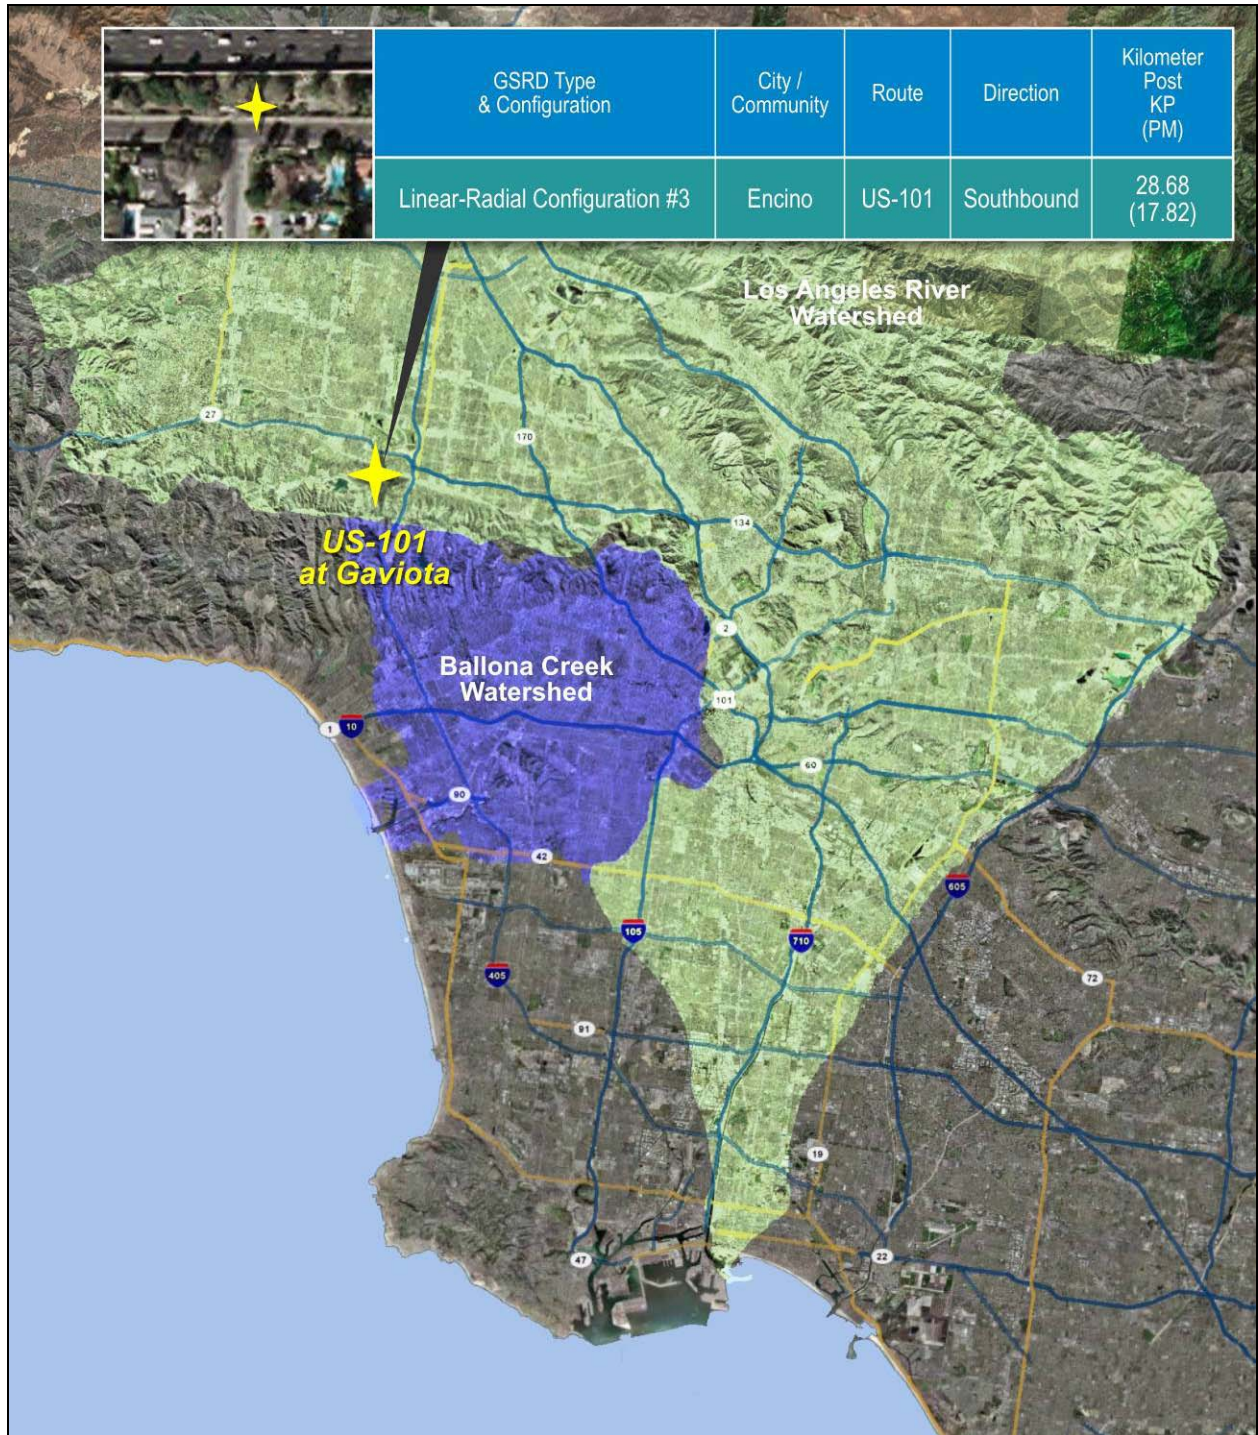 GSRD Type
& Configuration
City /
Community
Route
Direction
Kilometer
Post
KP
(PM)
Linear-Radial Configuration #3
Encino
US-101
Southbound
28.68
(17.82)
Los Angeles River
Watershed
27
170
134
US-101
at Gaviota
2
Ballona Creek
Watershed
101
1
10
60
90
42
605
105
710
405
72
91
19
47
22